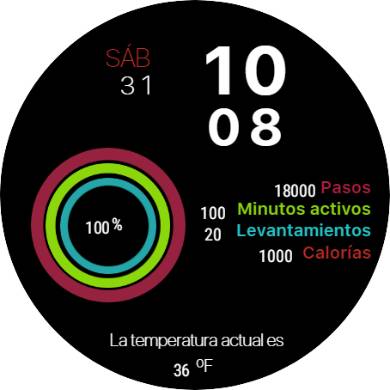 SÁB
31
10
08
18000 Pasos
100 Minutos activos
20 Levantamientos
1000 Calorías
100 %
La temperatura actual es
36 ºF